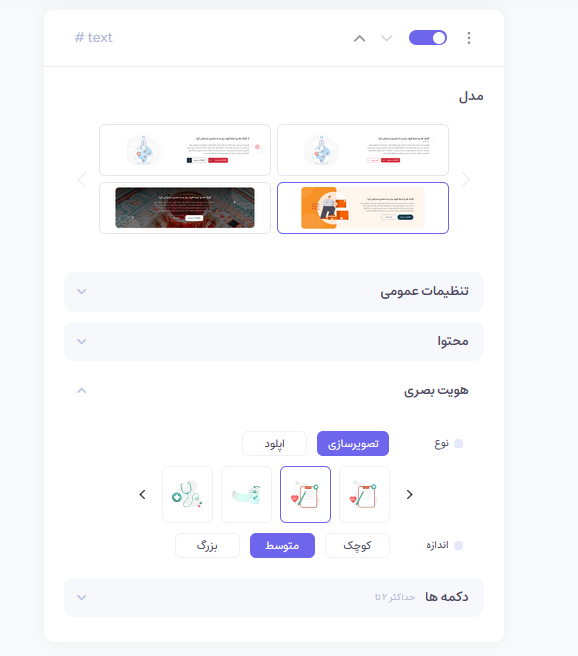 # text
مدل
تنظیمات عمومی
محتوا
هویت بصری
نوع
تصویرسازی
اپلود
اندازه
کوچک
متوسط
بزرگ
دکمه ها حداکثر ۲ تا